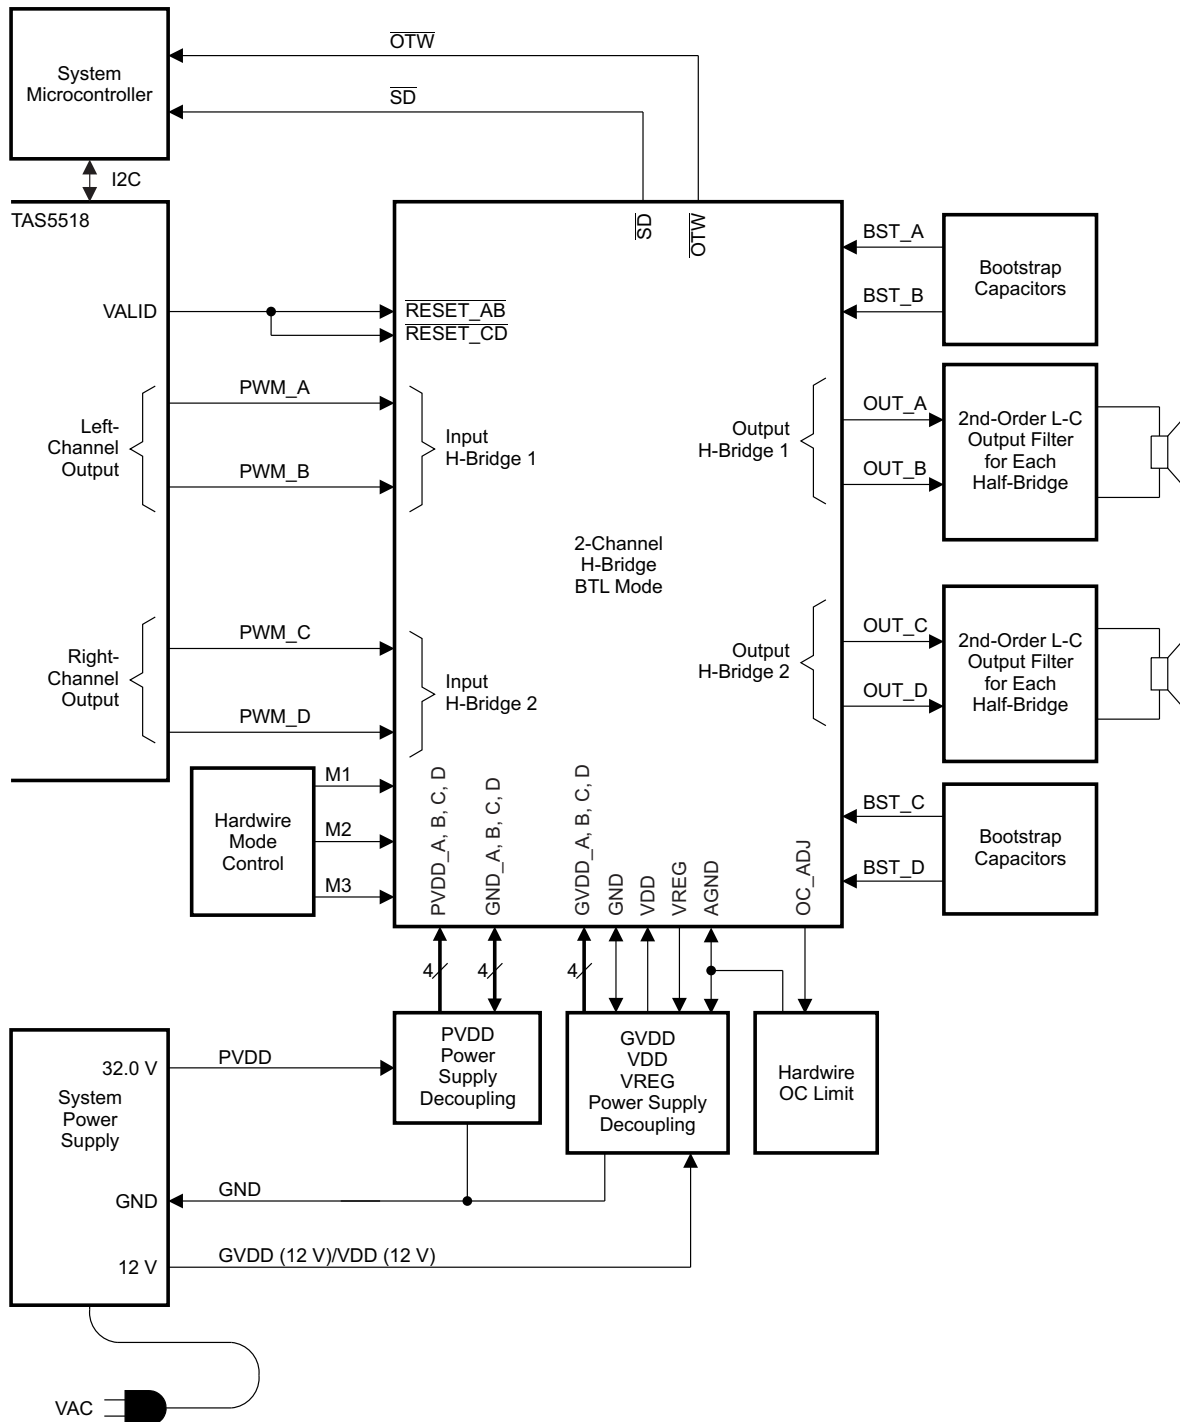 OTW
System
Microcontroller
SD
I2C
TAS5518
SD
OTW
BST_A
Bootstrap
Capacitors
BST_B
VALID
RESET_AB
RESET_CD
PWM_A
Left-
Channel
Output
Input
H-Bridge 1
PWM_B
Output
H-Bridge 1
OUT_A
OUT_B
2nd-Order L-C
Output Filter
for Each
Half-Bridge
2-Channel
H-Bridge
BTL Mode
PWM_C
Right-
Channel
Output
Input
H-Bridge 2
PWM_D
Output
H-Bridge 2
OUT_C
OUT_D
2nd-Order L-C
Output Filter
for Each
Half-Bridge
M1
Hardwire
Mode
Control
M2
M3
PVDD_A, B, C, D
GND_A, B, C, D
GVDD_A, B, C, D
GND
VDD
VREG
AGND
OC_ADJ
BST_C
Bootstrap
Capacitors
BST_D
4
4
4
PVDD
Power
Supply
Decoupling
GVDD
VDD
VREG
Power Supply
Decoupling
Hardwire
OC Limit
32.0 V
PVDD
System
Power
Supply
GND
GND
12 V
GVDD (12 V)/VDD (12 V)
VAC